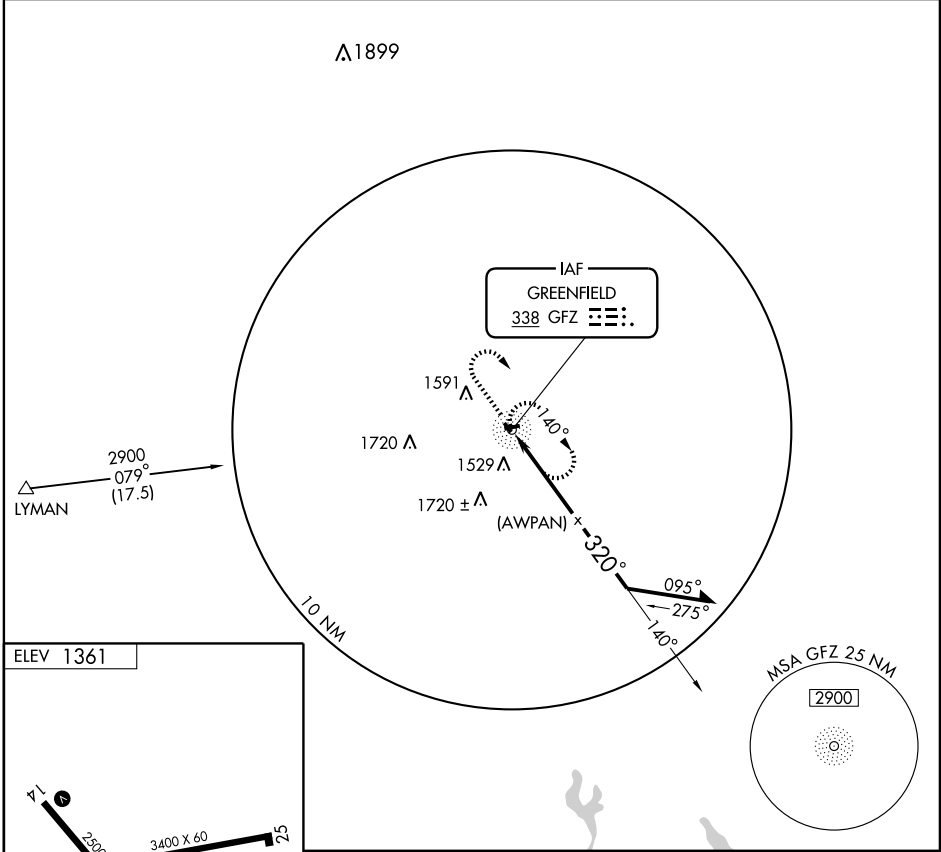 1899
IAF
GREENFIELD
338 GFZ
1591
140°
1720
1529
2900
079°
(17.5)
LYMAN
1720 ±
(AWPAN) x
320°
095°
275°
10 NM
140°
ELEV 1361
MSA GFZ 25 NM
2900
14
V
2500
3400 X 60
25